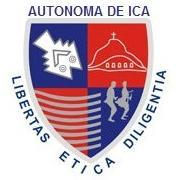 AUTONOMA DE ICA
LIBERTAS ETICA DILIGENTIA